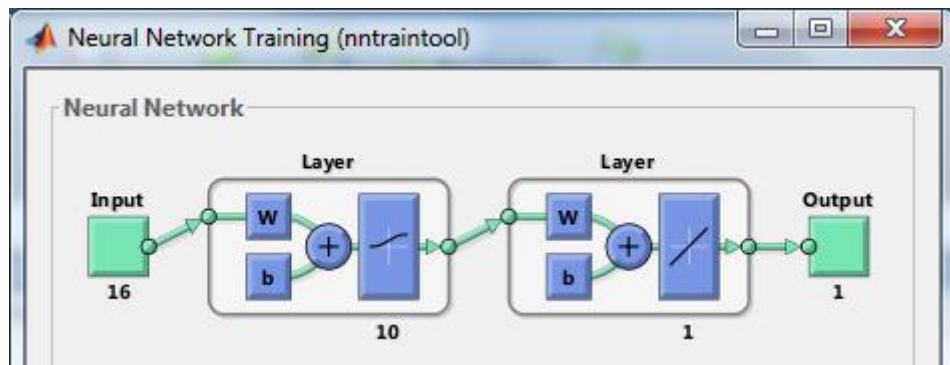 Neural Network Training (nntraintool)
Neural Network
Layer
Layer
Input
Output
W
W
b
b
16
10
1
1